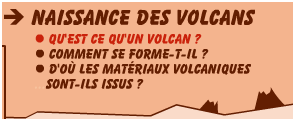 NAISSANCE DES VOLCANS
QU'EST CE QU'UN VOLCAN ?
COMMENT SE FORME-T-IL ?
D'OÙ LES MATÉRIAUX VOLCANIQUES
SONT-ILS ISSUS ?